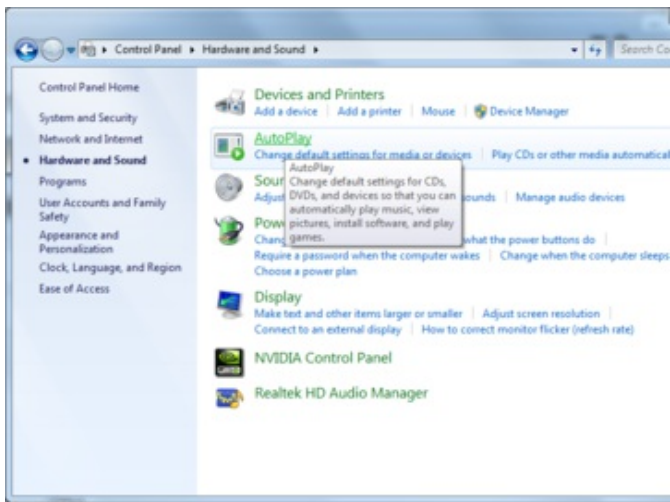 Control Panel Hardware and Sound Search Co
Control Panel Home
System and Security
Network and Internet
Hardware and Sound
Programs
User Accounts and Family
Safety
Appearance and
Personalization
Clock, Language, and Region
Ease of Access
Devices and Printers
Add a device Add a printer Mouse Device Manager
AutoPlay
Change default settings for media or devices Play CDs or other media automatical
AutoPlay
Change default settings for CDs,
DVDs, and devices so that you can
automatically play music, view
pictures, install software, and play
games.
Soun
Adjus ounds Manage audio devices
Pow
Chang what the power buttons do
Require a password when the computer wakes Change when the computer sleeps
Choose a power plan
Display
Make text and other items larger or smaller Adjust screen resolution
Connect to an external display How to correct monitor flicker (refresh rate)
NVIDIA Control Panel
Realtek HD Audio Manager